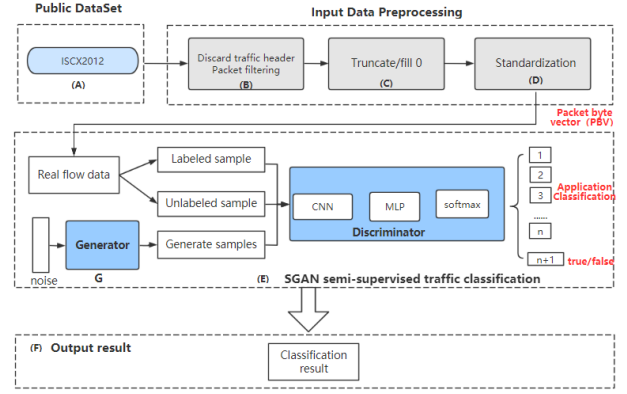 Public DataSet
Input Data Preprocessing
ISCX2012
(A)
Discard traffic header
Packet filtering
(B)
Truncate/fill 0
(C)
Standardization
(D)
Packet byte
vector（PBV）
Real flow data
Labeled sample
Unlabeled sample
Generate samples
noise
Generator
G
CNN
MLP
softmax
Discriminator
1
2
3
......
n
n+1
Application
Classification
true/false
(E) SGAN semi-supervised traffic classification
(F) Output result
Classification
result